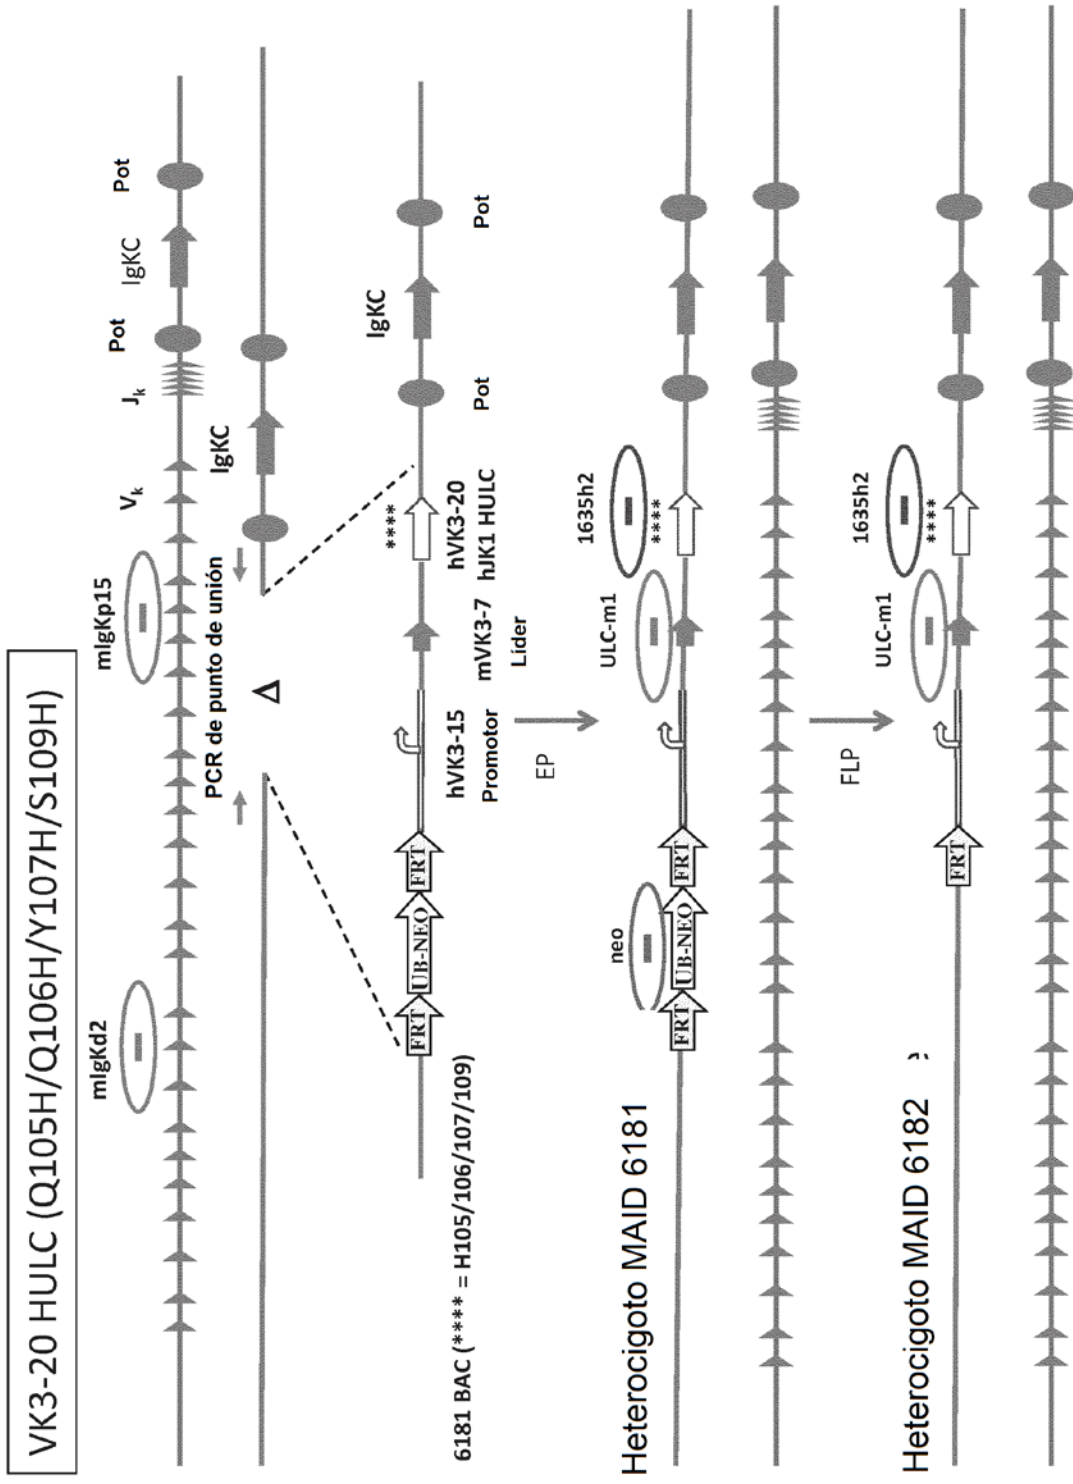 VK3-20 HULC (Q105H/Q106H/Y107H/S109H)
mIgKd2
mIgKp15
Vk
Jk
Pot
IgKC
Pot
PCR de punto de unión
IgKC
Δ
6181 BAC (**** = H105/106/107/109)
FRT
UB-NEO
FRT
hVK3-15
Promotor
mVK3-7
Líder
****
hVK3-20
hJK1 HULC
IgKC
Pot
Pot
EP
Heterocigoto MAID 6181
neo
FRT
UB-NEO
FRT
ULC-m1
1635h2
****
FLP
Heterocigoto MAID 6182
FRT
ULC-m1
1635h2
****